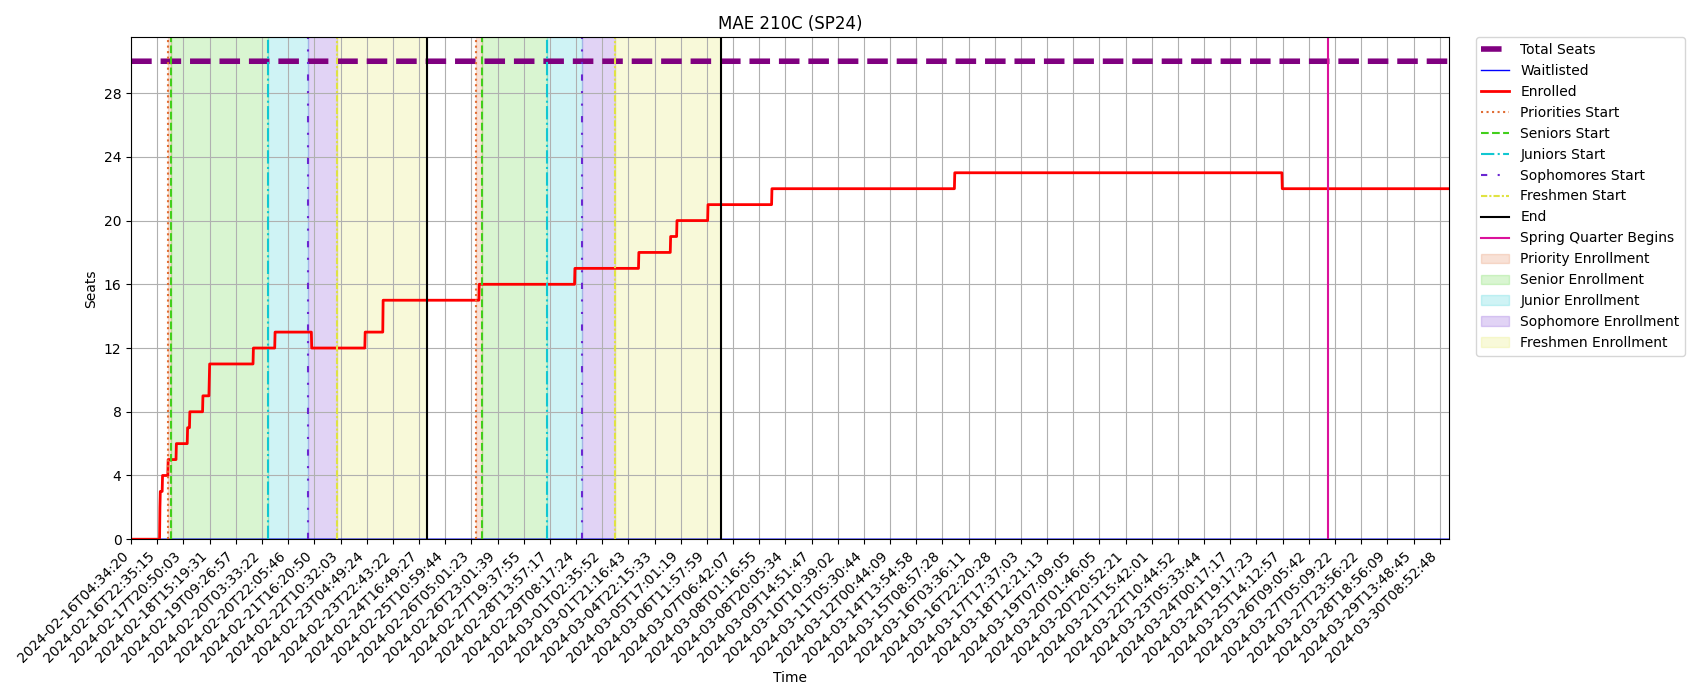 MAE 210C (SP24)
Total Seats
Waitlisted
Enrolled
Priorities Start
Seniors Start
Juniors Start
Sophomores Start
Freshmen Start
End
Spring Quarter Begins
Priority Enrollment
Senior Enrollment
Junior Enrollment
Sophomore Enrollment
Freshmen Enrollment
Seats
28
24
20
16
12
8
4
0
2024-02-16T04:34:20
2024-02-16T22:35:15
2024-02-17T20:50:03
2024-02-18T15:19:31
2024-02-19T09:26:57
2024-02-20T03:33:22
2024-02-20T22:05:46
2024-02-21T16:20:50
2024-02-22T10:32:03
2024-02-23T04:49:24
2024-02-23T22:43:22
2024-02-24T16:49:27
2024-02-25T10:59:44
2024-02-26T05:01:23
2024-02-26T23:01:39
2024-02-27T19:37:55
2024-02-28T13:57:17
2024-02-29T08:17:24
2024-03-01T02:35:52
2024-03-01T21:16:43
2024-03-04T22:15:33
2024-03-05T17:01:19
2024-03-06T11:57:59
2024-03-07T06:42:07
2024-03-08T01:16:55
2024-03-08T20:05:34
2024-03-09T14:51:47
2024-03-10T10:39:02
2024-03-11T05:30:44
2024-03-12T00:44:09
2024-03-14T13:54:58
2024-03-15T08:57:28
2024-03-16T03:36:11
2024-03-16T22:20:28
2024-03-17T17:37:03
2024-03-18T12:21:13
2024-03-19T07:09:05
2024-03-20T01:46:05
2024-03-20T20:52:21
2024-03-21T15:42:01
2024-03-22T10:44:52
2024-03-23T05:33:44
2024-03-24T00:17:17
2024-03-24T19:17:23
2024-03-25T14:12:57
2024-03-26T09:05:42
2024-03-27T05:09:22
2024-03-27T23:56:22
2024-03-28T18:56:09
2024-03-29T13:48:45
2024-03-30T08:52:48
Time